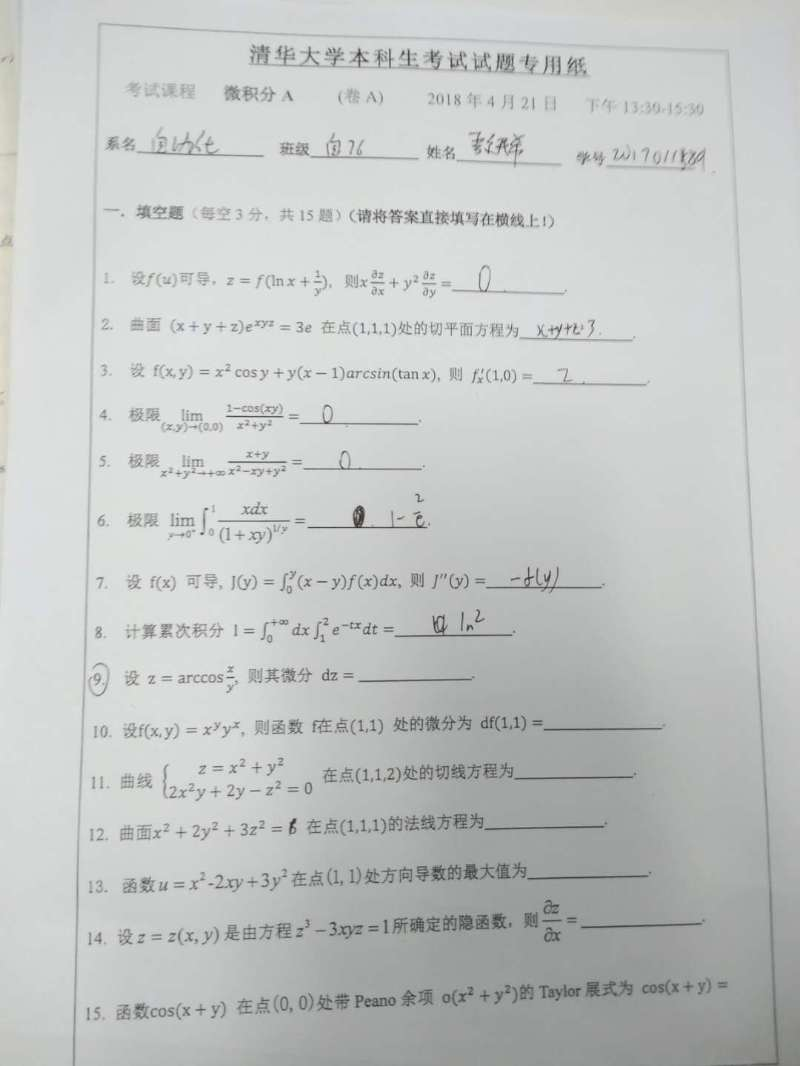 清华大学本科生考试试题专用纸
考试课程 微积分 A (卷 A) 2018 年 4 月 21 日 下午 13:30-15:30
系名 自动化 班级 自76 姓名 学号
一. 填空题（每空 3 分，共 15 题）（请将答案直接填写在横线上！）
1. 设f(u)可导，z = f(ln x + 1/y)，则x ∂z/∂x + y² ∂z/∂y = 0 .
2. 曲面 (x + y + z)e^{xyz} = 3e 在点(1,1,1)处的切平面方程为 x+y+z=3 .
3. 设 f(x,y) = x² cos y + y(x − 1)arcsin(tan x), 则 f′ₓ(1,0) = 2 .
4. 极限 lim_{(x,y)→(0,0)} (1−cos(xy))/(x²+y²) = 0 .
5. 极限 lim_{x²+y²→+∞} (x+y)/(x²−xy+y²) = 0 .
6. 极限 lim_{y→0⁺} ∫₀¹ xdx/(1 + xy)^{1/y} = 1 - 2/e .
7. 设 f(x) 可导, J(y) = ∫₀^y (x − y)f(x)dx, 则 J″(y) = -f(y) .
8. 计算累次积分 I = ∫₀^{+∞} dx ∫₁² e^{−tx}dt = ln2 .
9. 设 z = arccos x/y, 则其微分 dz = .
10. 设f(x,y) = x^y y^x, 则函数 f在点(1,1) 处的微分为 df(1,1) = .
11. 曲线 { z = x² + y²
2x²y + 2y − z² = 0 在点(1,1,2)处的切线方程为 .
12. 曲面x² + 2y² + 3z² = 6 在点(1,1,1)的法线方程为 .
13. 函数 u = x²-2xy+3y² 在点(1, 1)处方向导数的最大值为 .
14. 设 z = z(x, y) 是由方程 z³ − 3xyz = 1所确定的隐函数，则 ∂z/∂x = .
15. 函数cos(x + y) 在点(0, 0)处带 Peano 余项 o(x² + y²)的 Taylor 展式为 cos(x + y) =